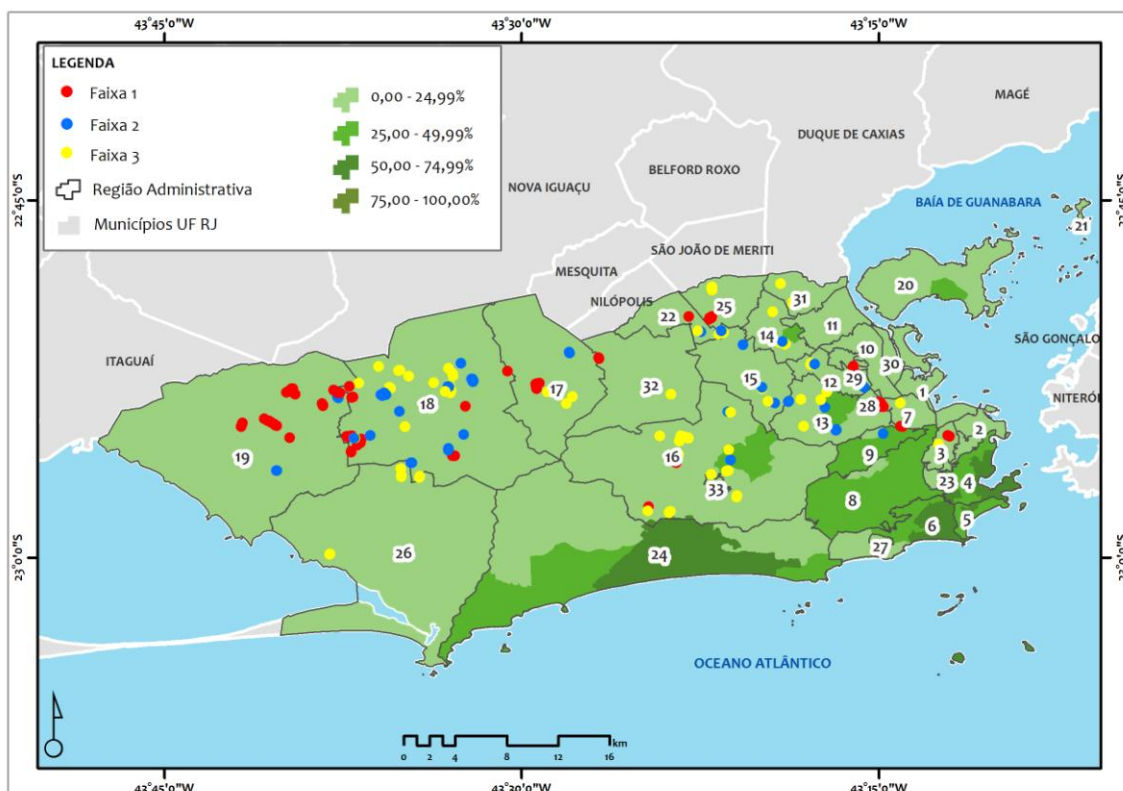 43°45'0"W 43°30'0"W 43°15'0"W
LEGENDA
Faixa 1
Faixa 2
Faixa 3
Região Administrativa
Municípios UF RJ
0,00 - 24,99%
25,00 - 49,99%
50,00 - 74,99%
75,00 - 100,00%
MAGÉ
DUQUE DE CAXIAS
BELFORD ROXO
NOVA IGUAÇU
22°45'0"S 22°45'0"S
BAÍA DE GUANABARA
21
SÃO JOÃO DE MERITI
MESQUITA
NILÓPOLIS
20
31
25
22
11
14
SÃO GONÇALO
ITAGUAÍ
10
30
29
15
32
17
12
1
NITERÓI
18
28
7
13
2
19
16
9
3
23
4
33
8
5
6
27
26
24
23°0'0"S 23°0'0"S
OCEANO ATLÂNTICO
km
0 2 4 8 12 16
43°45'0"W 43°30'0"W 43°15'0"W